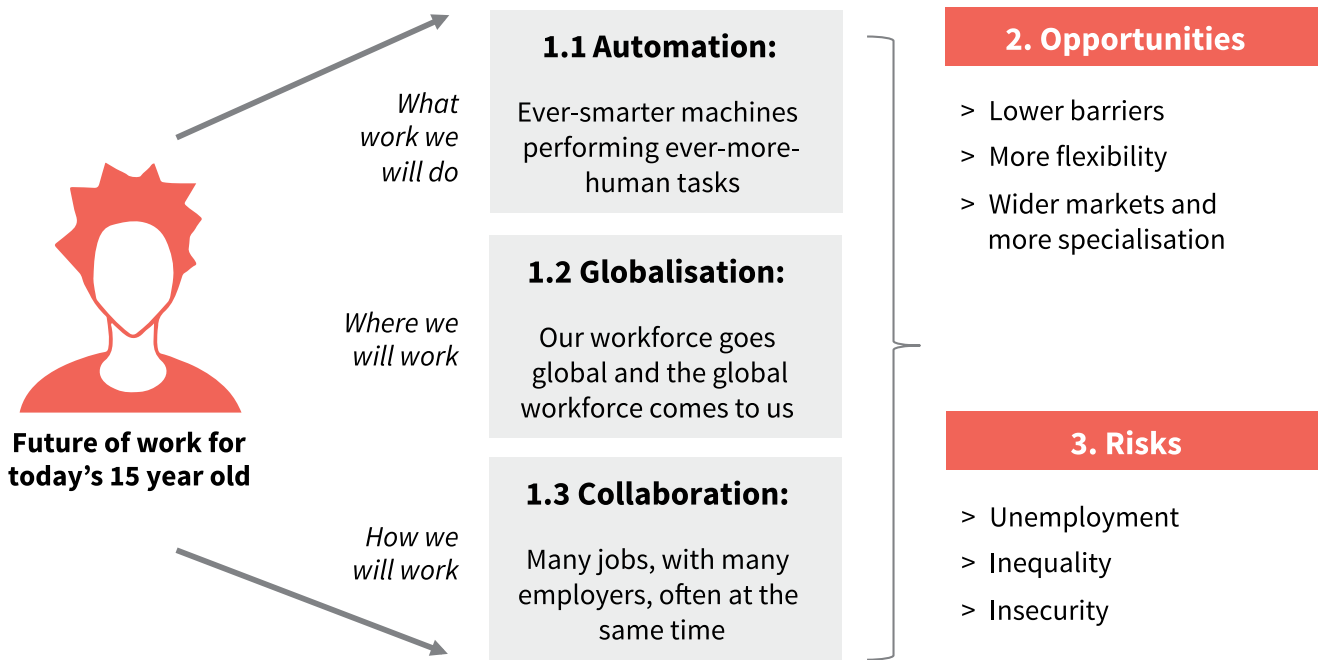 Future of work for
today's 15 year old
What
work we
will do
1.1 Automation:
Ever-smarter machines
performing ever-more-
human tasks
Where we
will work
1.2 Globalisation:
Our workforce goes
global and the global
workforce comes to us
How we
will work
1.3 Collaboration:
Many jobs, with many
employers, often at the
same time
2. Opportunities
> Lower barriers
> More flexibility
> Wider markets and
more specialisation
3. Risks
> Unemployment
> Inequality
> Insecurity